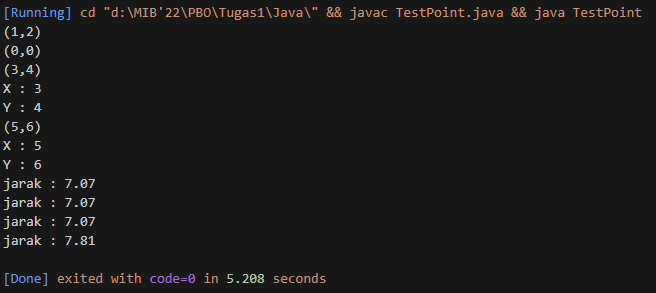 [Running] cd "d:\MIB'22\PBO\Tugas1\Java\" && javac TestPoint.java && java TestPoint
(1,2)
(0,0)
(3,4)
X : 3
Y : 4
(5,6)
X : 5
Y : 6
jarak : 7.07
jarak : 7.07
jarak : 7.07
jarak : 7.81
[Done] exited with code=0 in 5.208 seconds